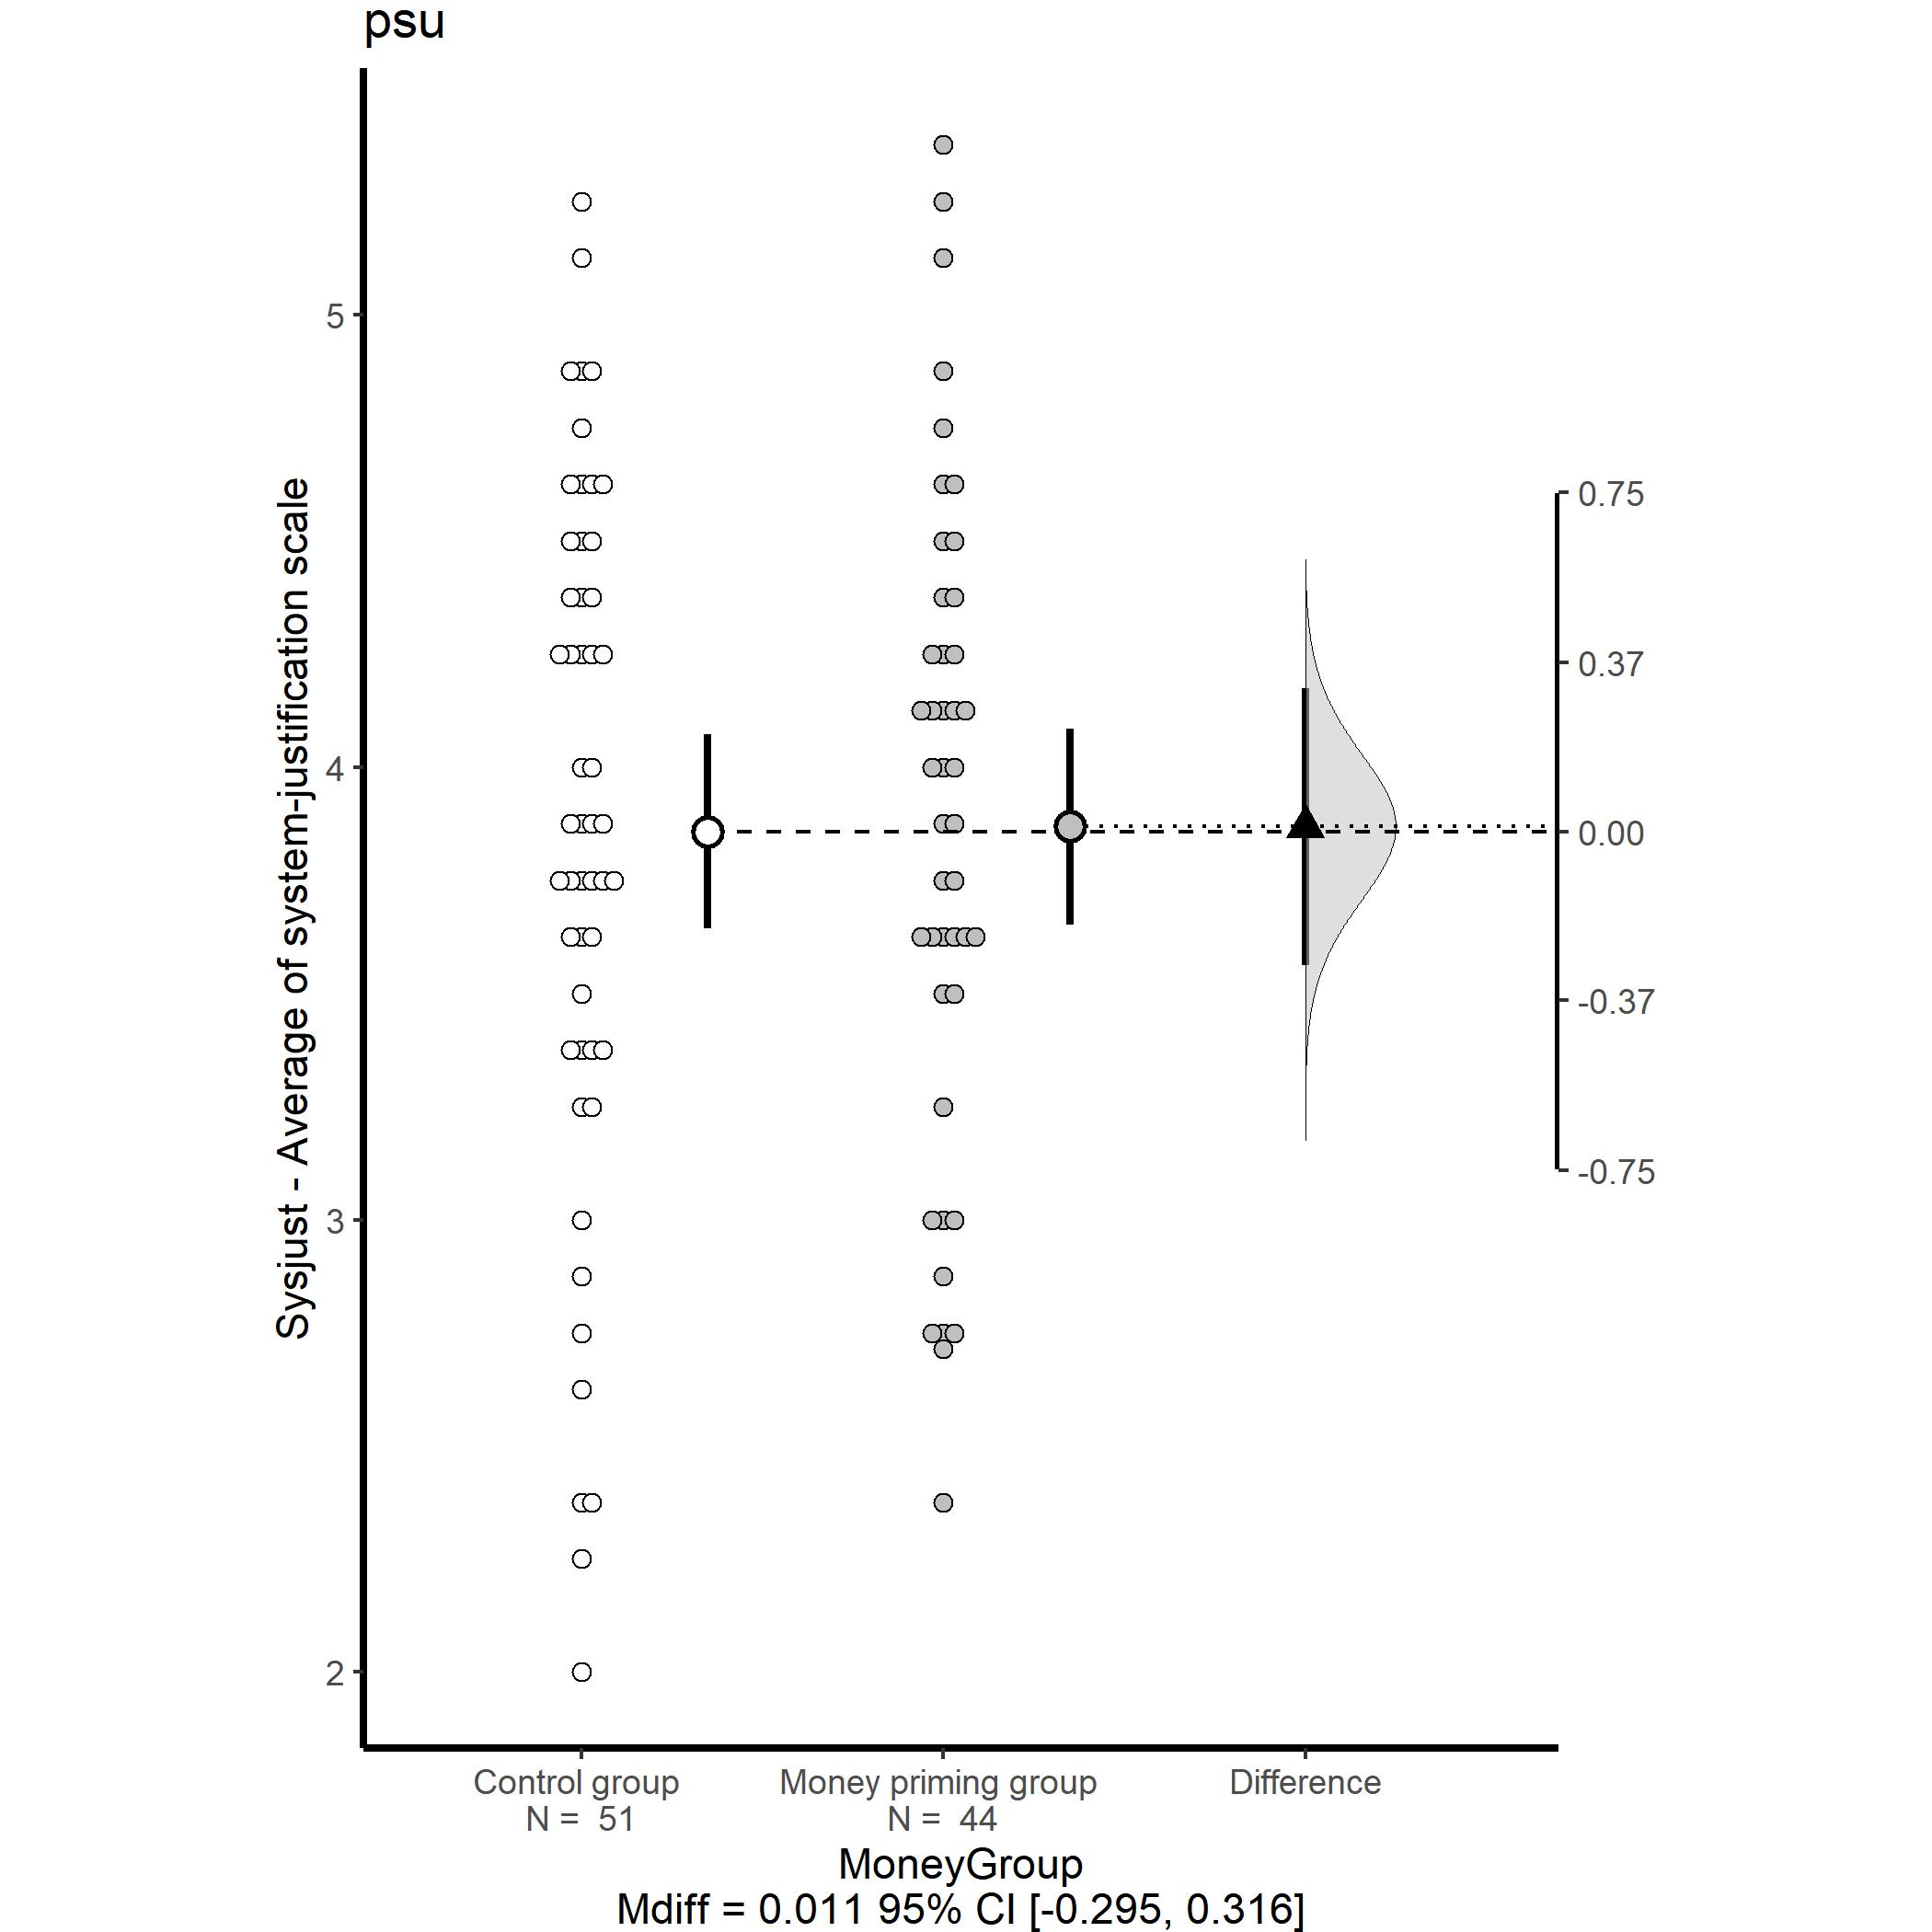 psu
Sysjust - Average of system-justification scale
5
4
3
2
0.75
0.37
0.00
-0.37
-0.75
Control group
N =  51
Money priming group
N =  44
Difference
MoneyGroup
Mdiff = 0.011 95% CI [-0.295, 0.316]